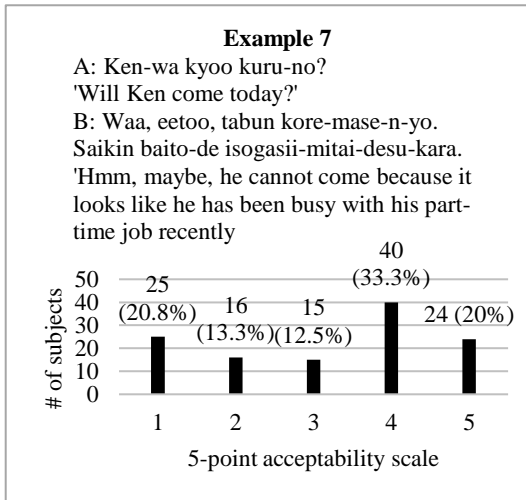 Example 7
A: Ken-wa kyoo kuru-no?
'Will Ken come today?'
B: Waa, eetoo, tabun kore-mase-n-yo.
Saikin baito-de isogasii-mitai-desu-kara.
'Hmm, maybe, he cannot come because it
looks like he has been busy with his part-
time job recently
# of subjects
50
40
30
20
10
0
25
(20.8%)
16
(13.3%)
15
(12.5%)
40
(33.3%)
24 (20%)
1 2 3 4 5
5-point acceptability scale